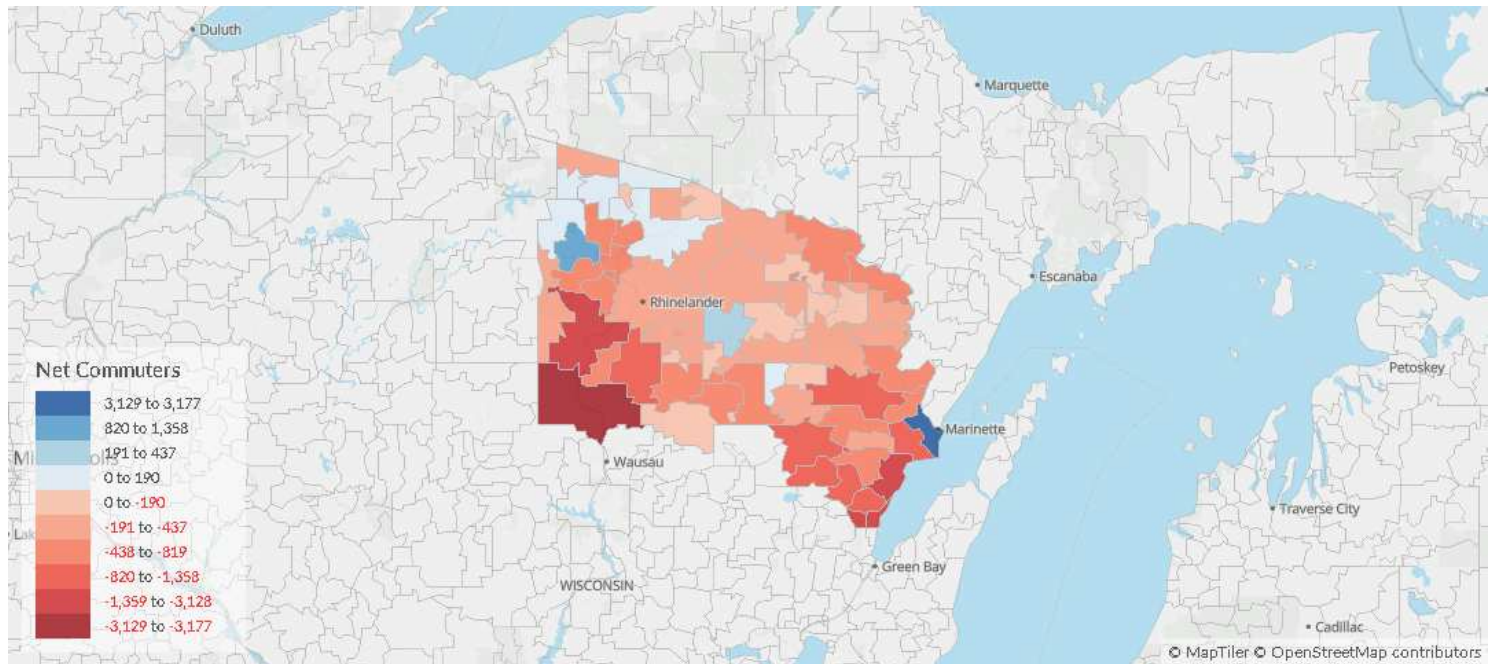 Duluth
Marquette
Escanaba
Rhinelander
Petoskey
Marinette
Wausau
Traverse City
Green Bay
WISCONSIN
Cadillac
Net Commuters
3,129 to 3,177
820 to 1,358
191 to 437
0 to 190
0 to -190
-191 to -437
-438 to -819
-820 to -1,358
-1,359 to -3,128
-3,129 to -3,177
© MapTiler © OpenStreetMap contributors